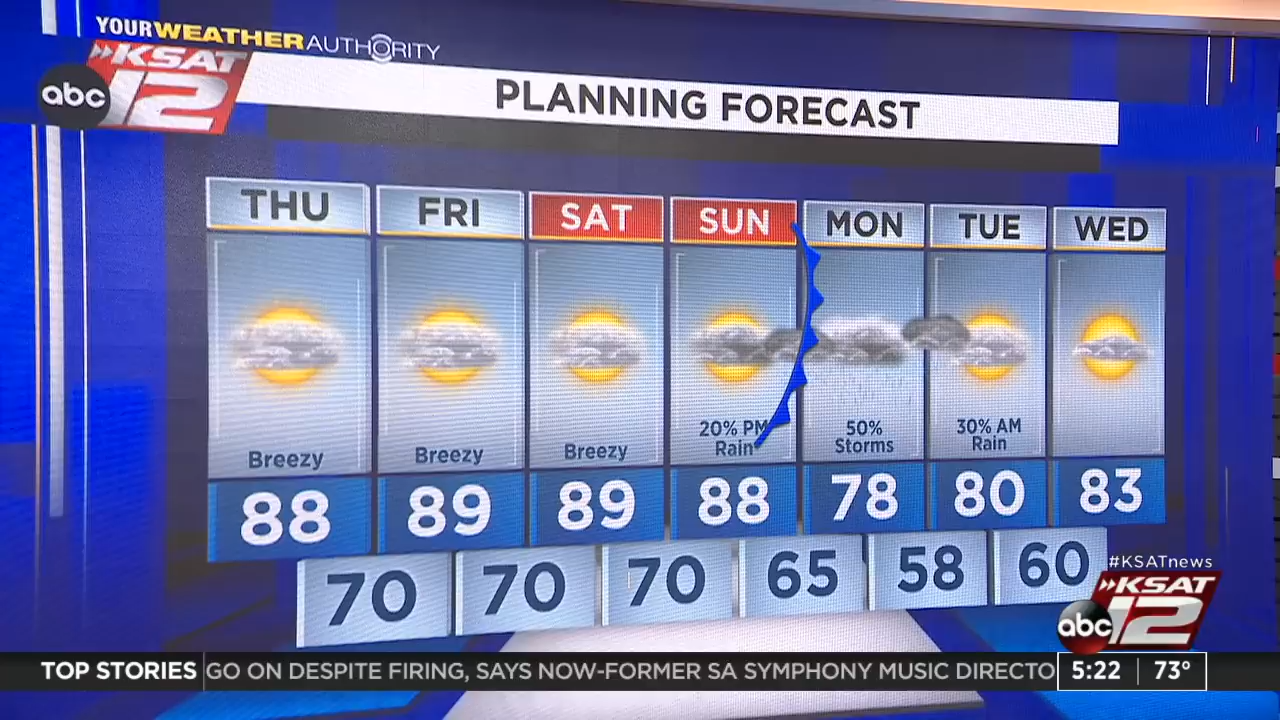 YOUR WEATHER AUTHORITY
abc
KSAT
12
PLANNING FORECAST
THU FRI SAT SUN MON TUE WED
Breezy Breezy Breezy 20% PM Rain 50% Storms 30% AM Rain
88 89 89 88 78 80 83
70 70 70 65 58 60
#KSATnews
KSAT
abc 12
TOP STORIES GO ON DESPITE FIRING, SAYS NOW-FORMER SA SYMPHONY MUSIC DIRECTO 5:22 73°